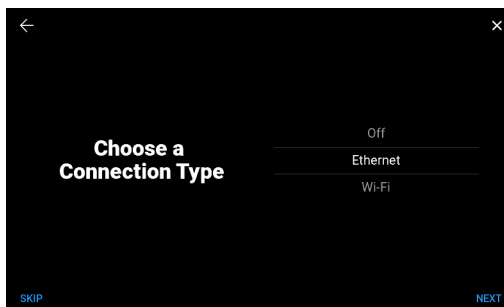 Choose a
Connection Type
Off
Ethernet
Wi-Fi
SKIP
NEXT